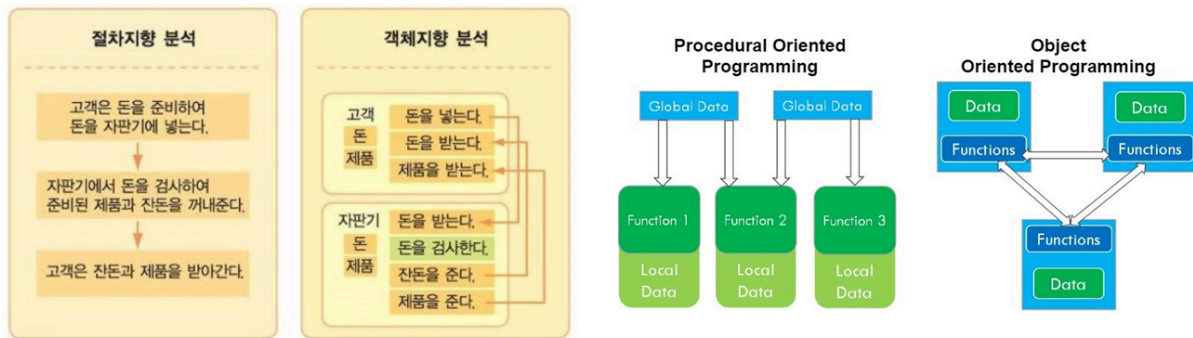 절차지향 분석
고객은 돈을 준비하여
돈을 자판기에 넣는다.
자판기에서 돈을 검사하여
준비된 제품과 잔돈을 꺼내준다.
고객은 잔돈과 제품을 받아간다.
객체지향 분석
고객
돈
제품
돈을 넣는다.
돈을 받는다.
제품을 받는다.
자판기
돈
제품
돈을 받는다.
돈을 검사한다.
잔돈을 준다.
제품을 준다.
Procedural Oriented
Programming
Global Data
Global Data
Function 1
Function 2
Function 3
Local
Data
Local
Data
Local
Data
Object
Oriented Programming
Data
Functions
Data
Functions
Functions
Data